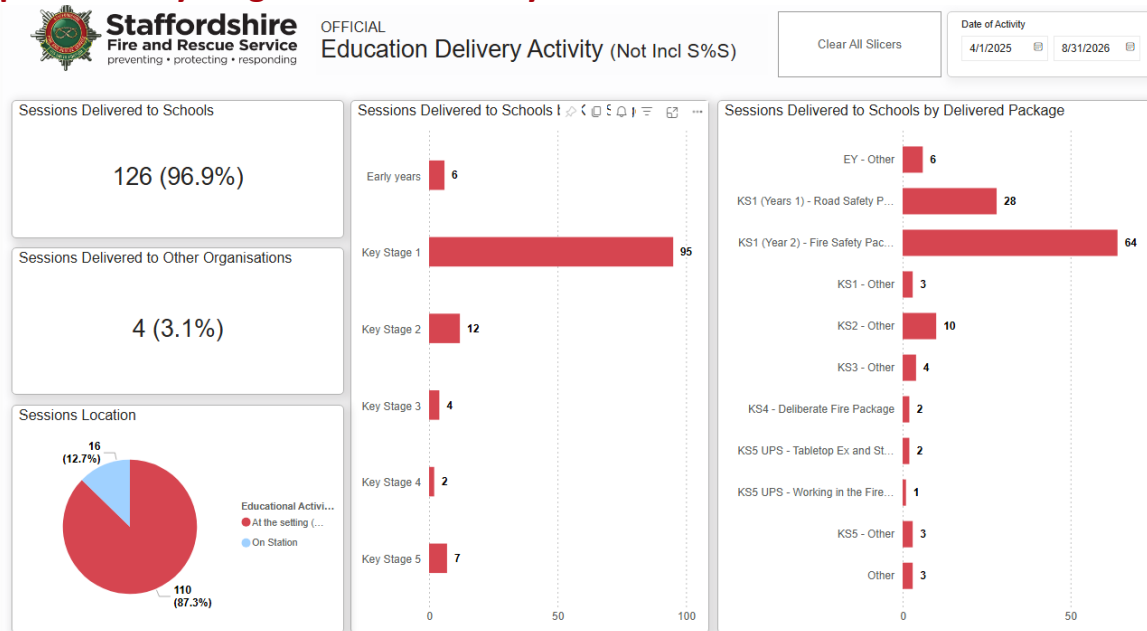 Staffordshire
Fire and Rescue Service
preventing • protecting • responding
OFFICIAL
Education Delivery Activity (Not Incl S%S)
Clear All Slicers
Date of Activity
4/1/2025
8/31/2026
Sessions Delivered to Schools
126 (96.9%)
Sessions Delivered to Other Organisations
4 (3.1%)
Sessions Location
16
(12.7%)
110
(87.3%)
Educational Activi...
At the setting (...
On Station
Sessions Delivered to Schools
Early years 6
Key Stage 1 95
Key Stage 2 12
Key Stage 3 4
Key Stage 4 2
Key Stage 5 7
0 50 100
Sessions Delivered to Schools by Delivered Package
EY - Other 6
KS1 (Years 1) - Road Safety P... 28
KS1 (Year 2) - Fire Safety Pac... 64
KS1 - Other 3
KS2 - Other 10
KS3 - Other 4
KS4 - Deliberate Fire Package 2
KS5 UPS - Tabletop Ex and St... 2
KS5 UPS - Working in the Fire... 1
KS5 - Other 3
Other 3
0 50